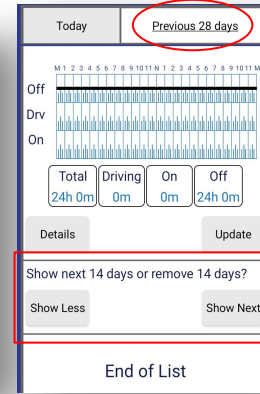 Today Previous 28 days
M 1 2 3 4 5 6 7 8 9 10 11 N 1 2 3 4 5 6 7 8 9 10 11 M
Off
Drv
On
Total Driving On Off
24h 0m 0m 0m 24h 0m
Details Update
Show next 14 days or remove 14 days?
Show Less Show Next
End of List